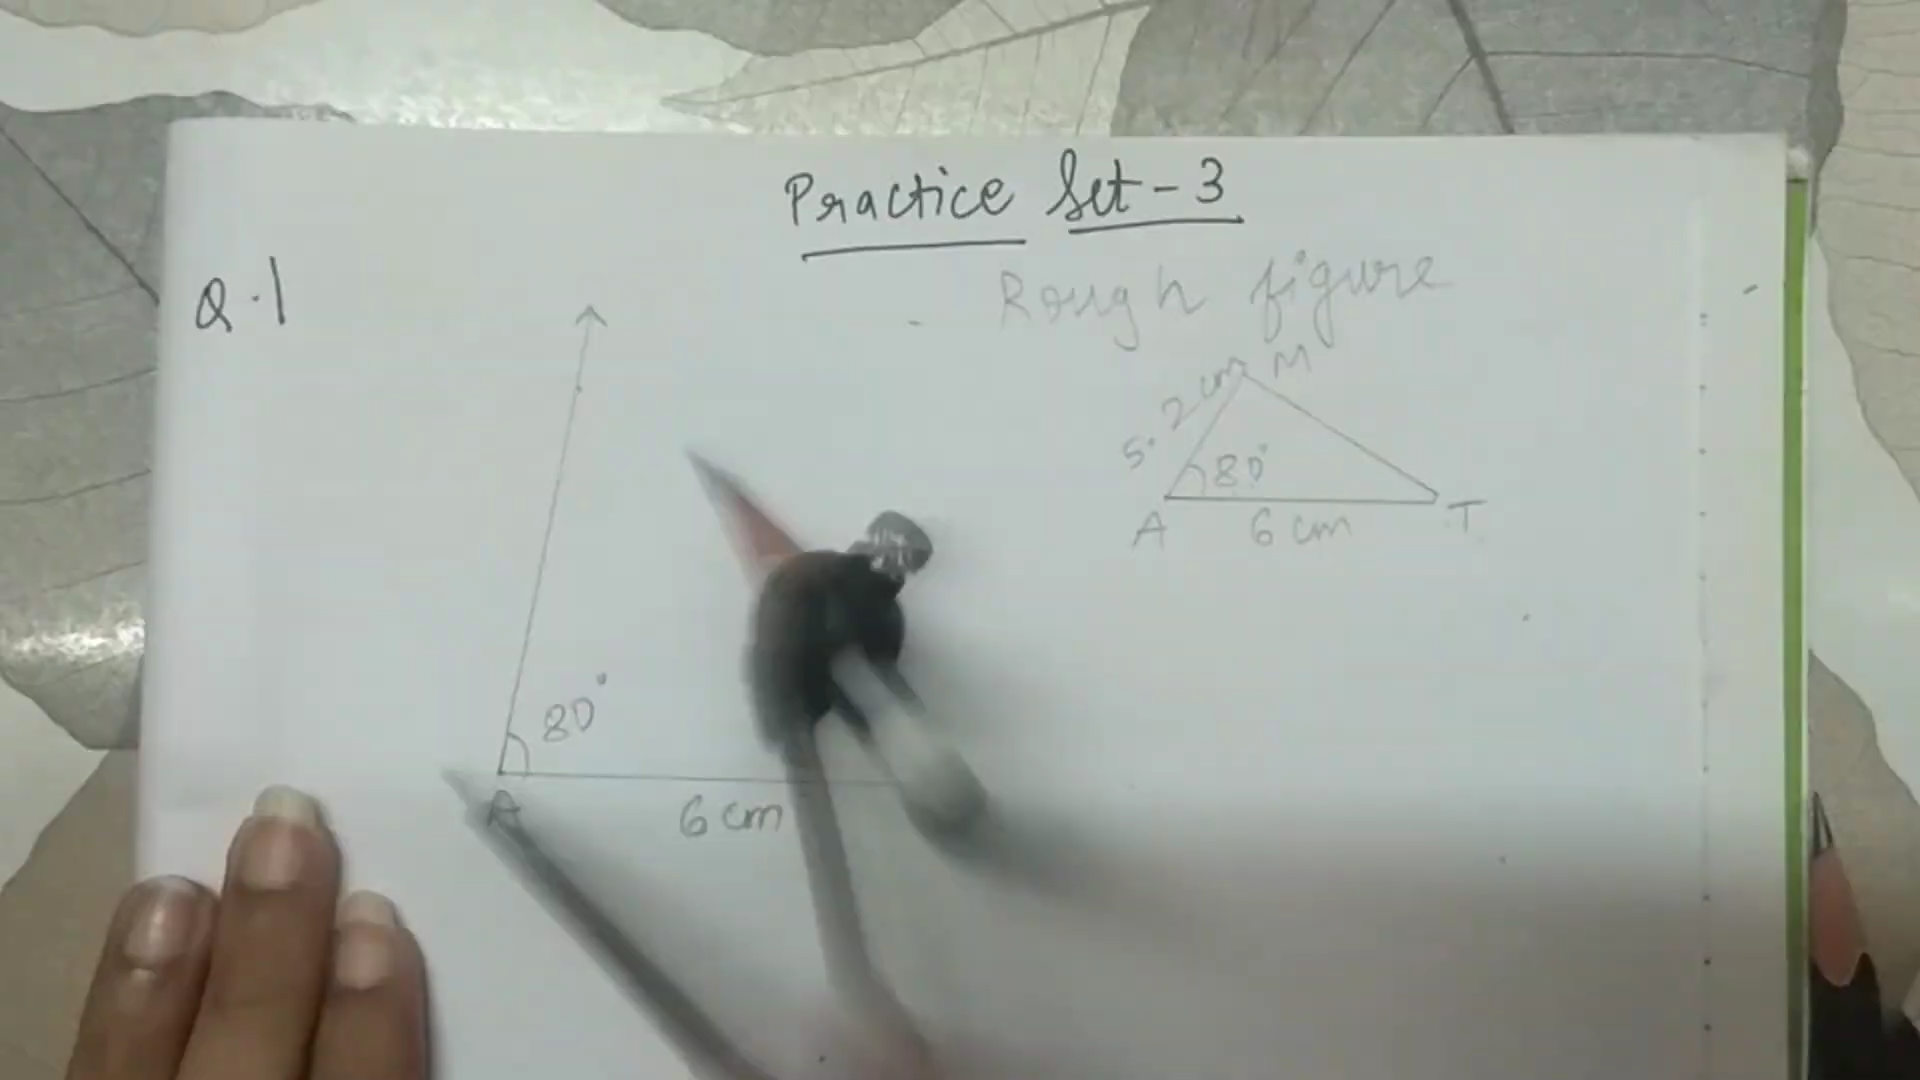 Practice Set - 3
Q.1
Rough figure
M
5.2 cm
80°
A
6 cm
T
80°
A
6 cm